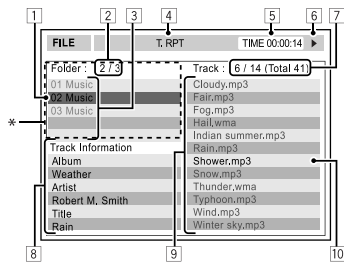 1 2 3 4 5 6 7
FILE T. RPT TIME 00:00:14
Folder : 2 / 3 Track : 6 / 14 (Total 41)
01 Music Cloudy.mp3
02 Music Fair.mp3
03 Music Fog.mp3
Hail.wma
* Indian summer.mp3
Track Information Rain.mp3
Album Shower.mp3
Weather Snow.mp3
Artist Thunder.wma
Robert M. Smith Typhoon.mp3
Title Wind.mp3
Rain Winter sky.mp3
8 9 10